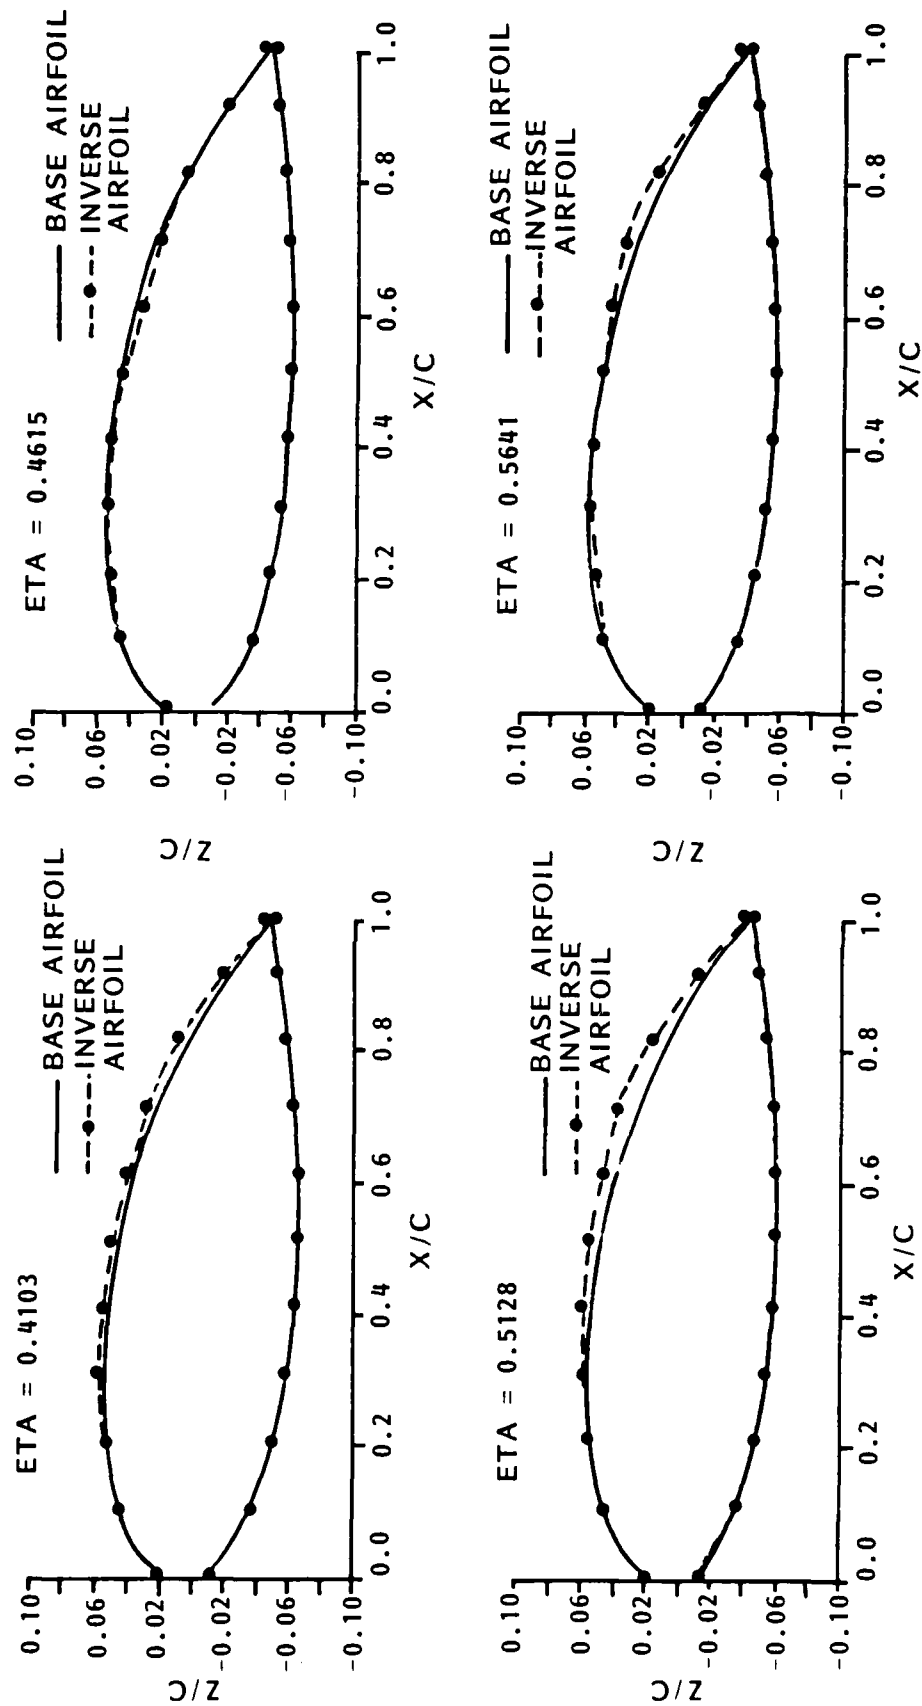 ETA = 0.4103
BASE AIRFOIL
INVERSE
AIRFOIL
Z/C
0.10
0.06
0.02
-0.02
-0.06
-0.10
0.0 0.2 0.4 0.6 0.8 1.0
X/C
ETA = 0.4615
BASE AIRFOIL
INVERSE
AIRFOIL
Z/C
0.10
0.06
0.02
-0.02
-0.06
-0.10
0.0 0.2 0.4 0.6 0.8 1.0
X/C
ETA = 0.5128
BASE AIRFOIL
INVERSE
AIRFOIL
Z/C
0.10
0.06
0.02
-0.02
-0.06
-0.10
0.0 0.2 0.4 0.6 0.8 1.0
X/C
ETA = 0.5641
BASE AIRFOIL
INVERSE
AIRFOIL
Z/C
0.10
0.06
0.02
-0.02
-0.06
-0.10
0.0 0.2 0.4 0.6 0.8 1.0
X/C